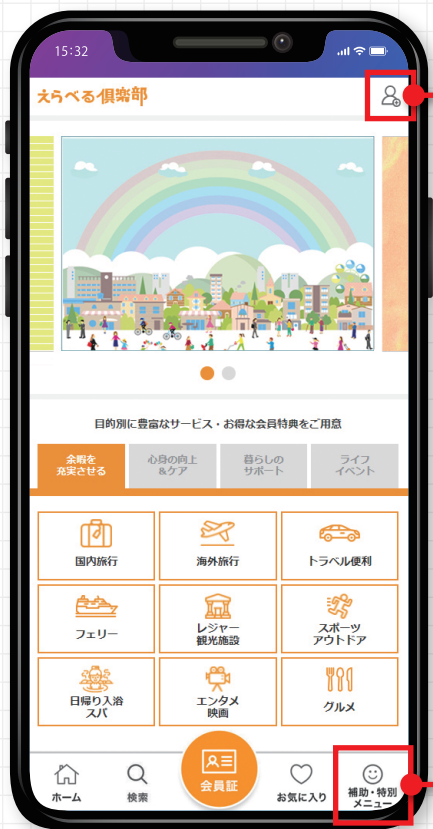 15:32
えらべる倶楽部
目的別に豊富なサービス・お得な会員特典をご用意
余暇を
充実させる
心身の向上
&ケア
暮らしの
サポート
ライフ
イベント
国内旅行
海外旅行
トラベル便利
フェリー
レジャー
観光施設
スポーツ
アウトドア
日帰り入浴
スパ
エンタメ
映画
グルメ
ホーム
検索
会員証
お気に入り
補助・特別
メニュー